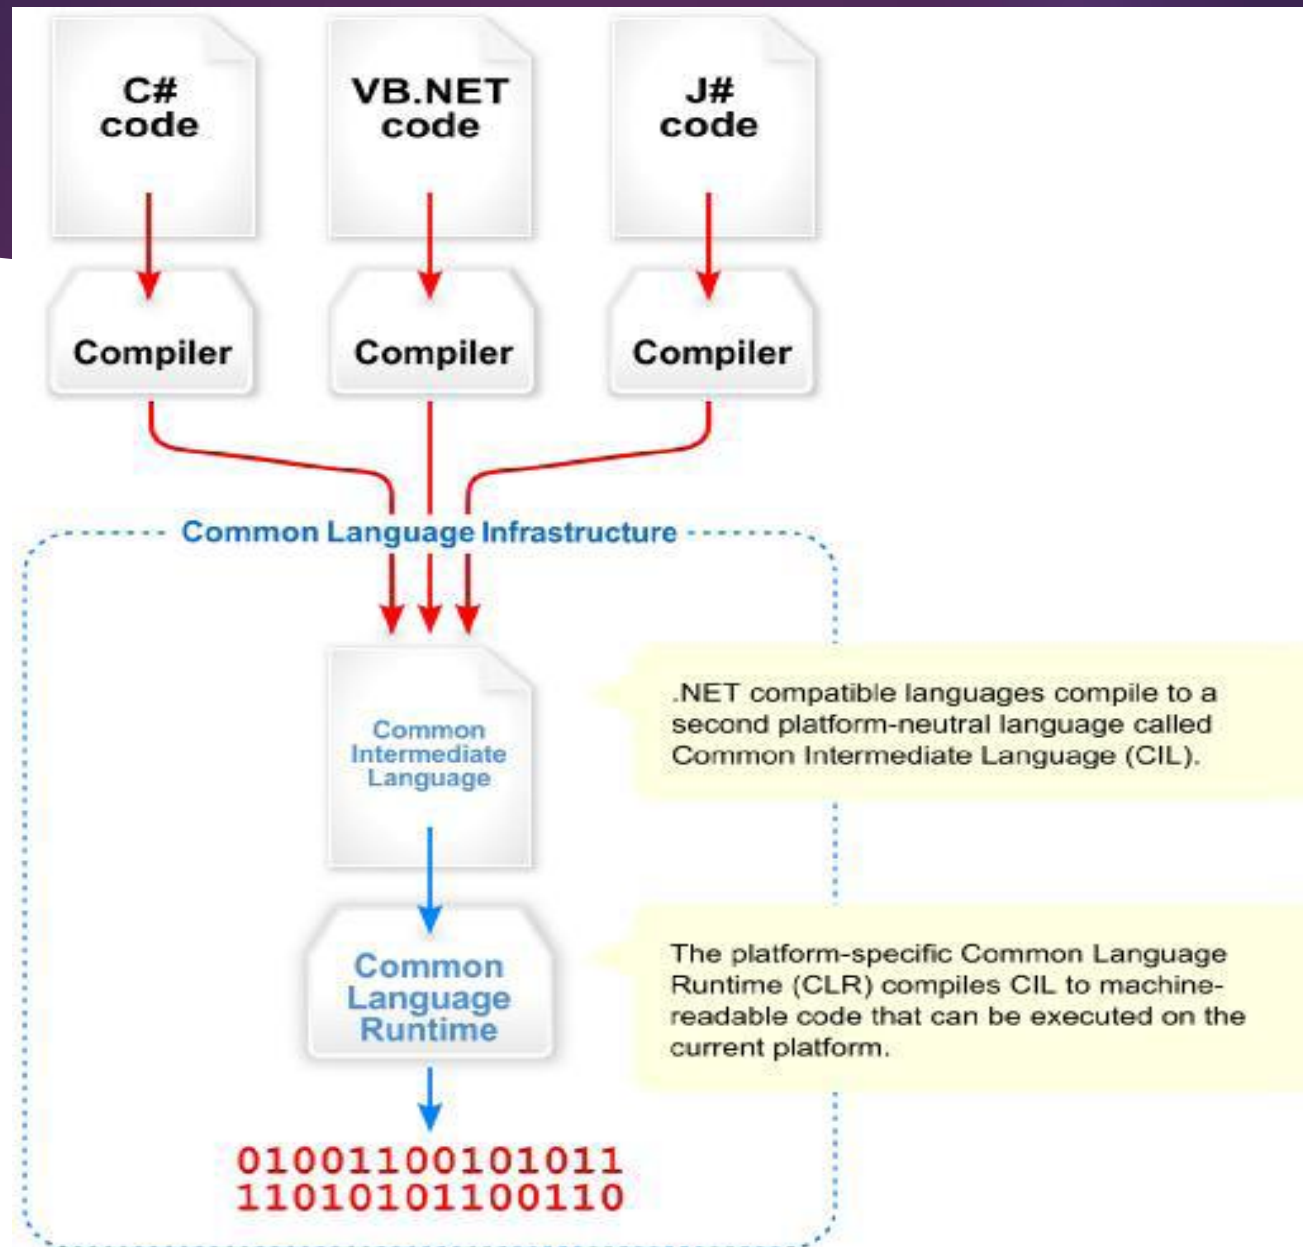 C#
code
VB.NET
code
J#
code
Compiler
Compiler
Compiler
Common Language Infrastructure
Common
Intermediate
Language
.NET compatible languages compile to a
second platform-neutral language called
Common Intermediate Language (CIL).
Common
Language
Runtime
The platform-specific Common Language
Runtime (CLR) compiles CIL to machine-
readable code that can be executed on the
current platform.
01001100101011
11010101100110